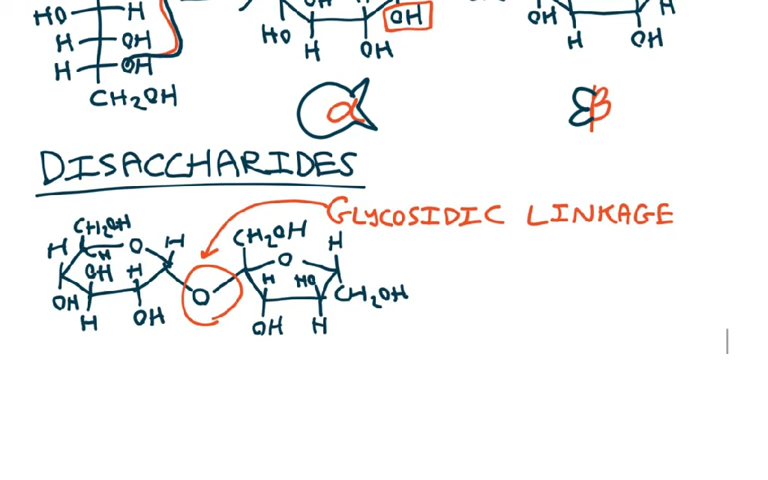 HO H
H OH
H OH
CH₂OH
OH
OH
HO
H OH
α
OH H
H OH
β
DISACCHARIDES
GLYCOSIDIC LINKAGE
CH₂OH
H O H
H
OH H
OH
H OH
O
CH₂OH H
O
H HO
CH₂OH
OH H